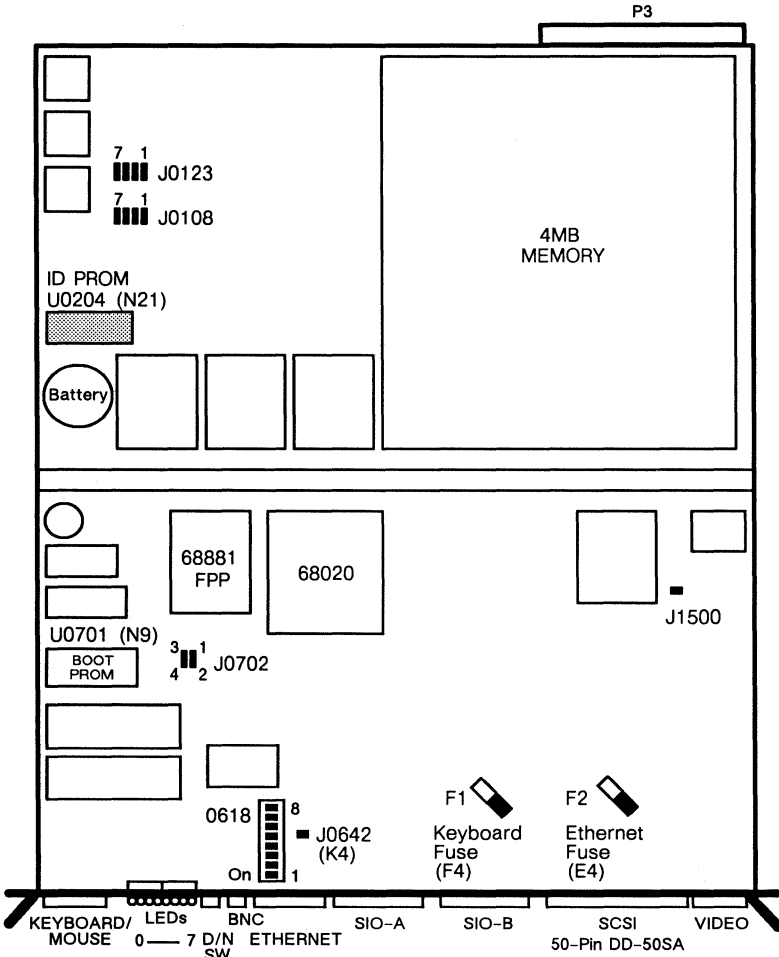 P3
7 1
J0123
7 1
J0108
4MB
MEMORY
ID PROM
U0204 (N21)
Battery
68881
FPP
68020
J1500
U0701 (N9)
BOOT
PROM
3 1
J0702
4 2
F1
F2
0618
8
J0642
(K4)
Keyboard
Fuse
(F4)
Ethernet
Fuse
(E4)
On
1
KEYBOARD/
MOUSE
LEDs
0 — 7
D/N
SW
BNC
ETHERNET
SIO-A
SIO-B
SCSI
50-Pin DD-50SA
VIDEO